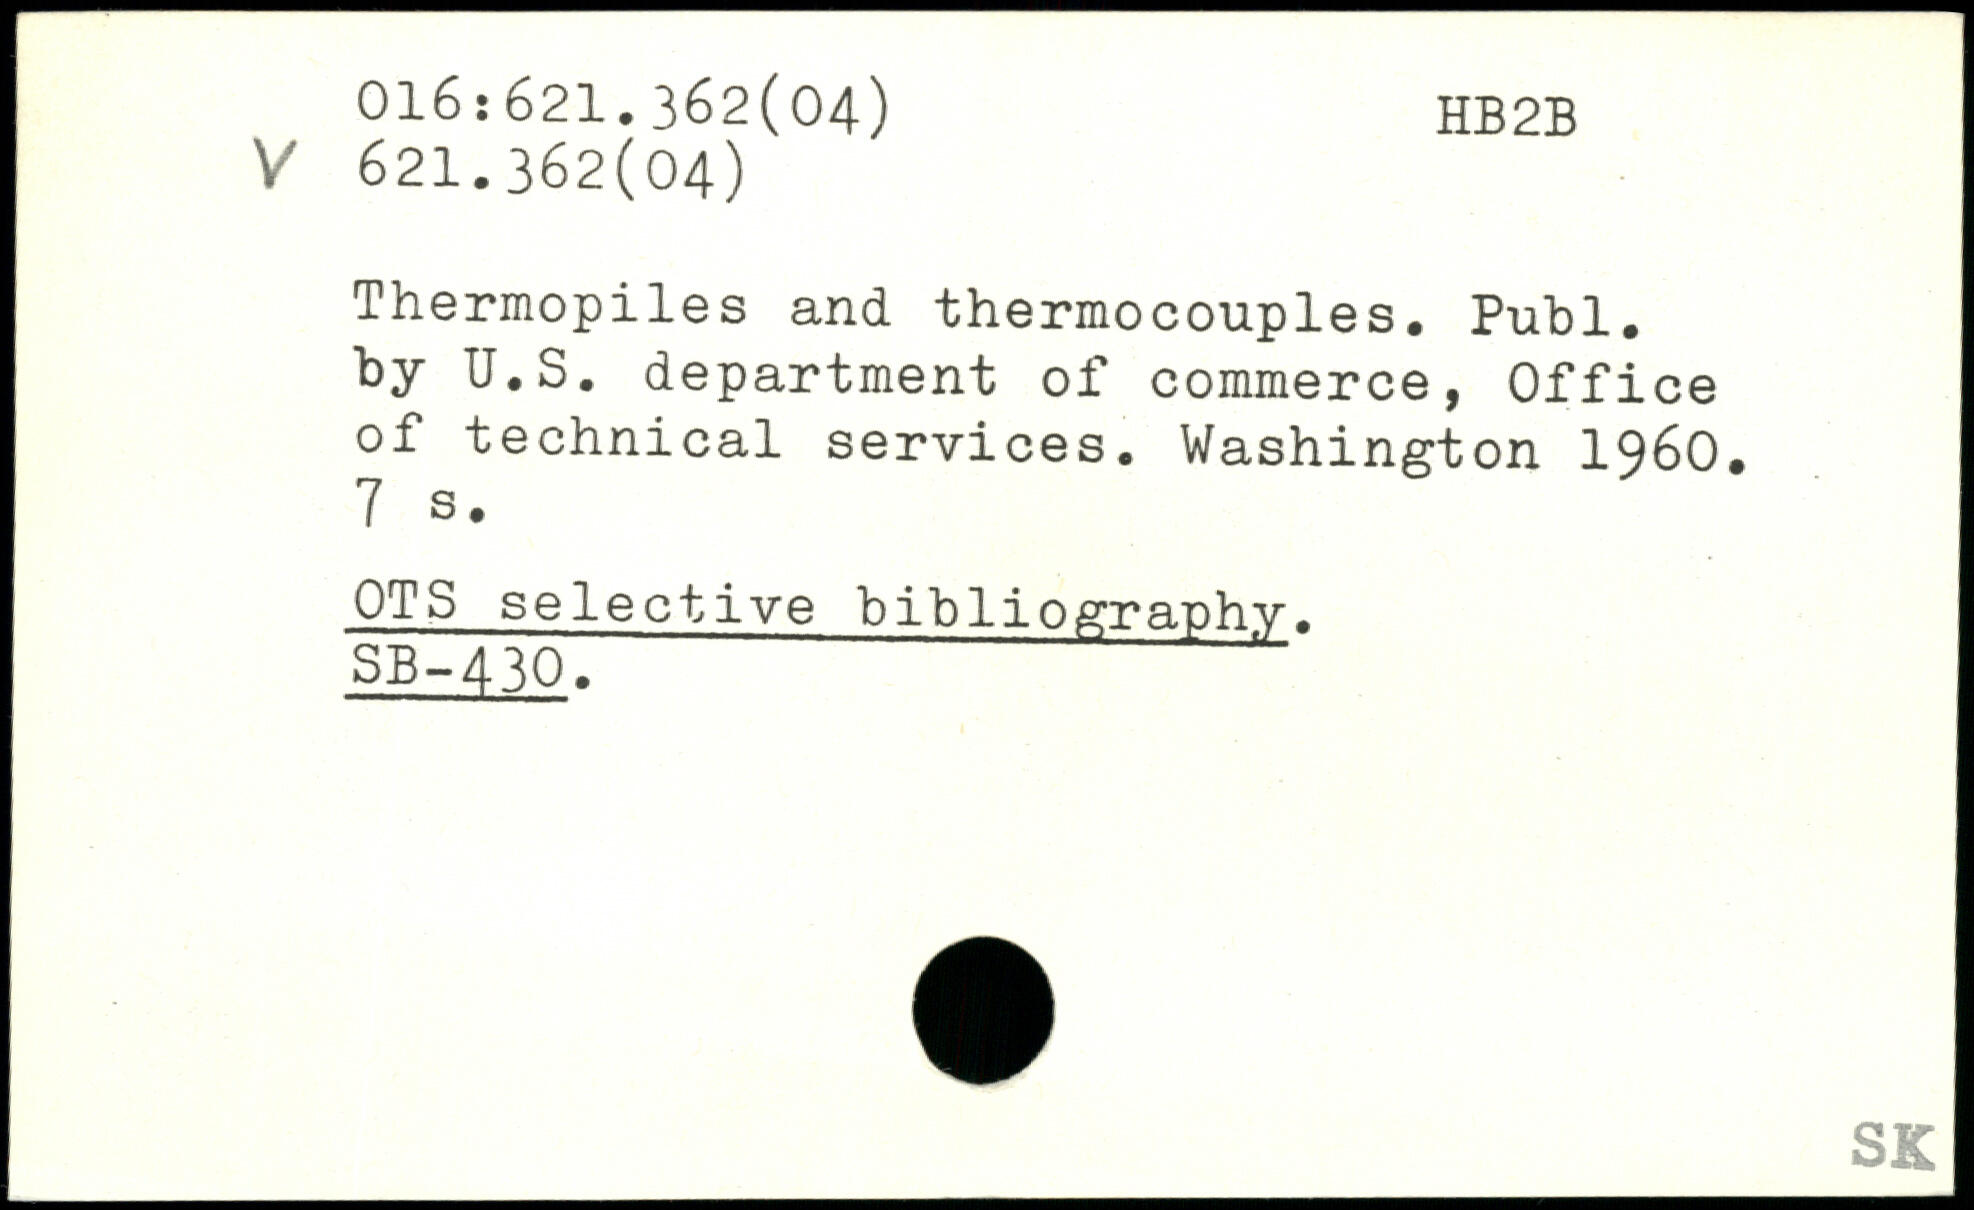 016:621.362(04) HB2B
V 621.362(04)
Thermopiles and thermocouples. Publ.
by U.S. department of commerce, Office
of technical services. Washington 1960.
7 s.
OTS selective bibliography.
SB-430.
SK